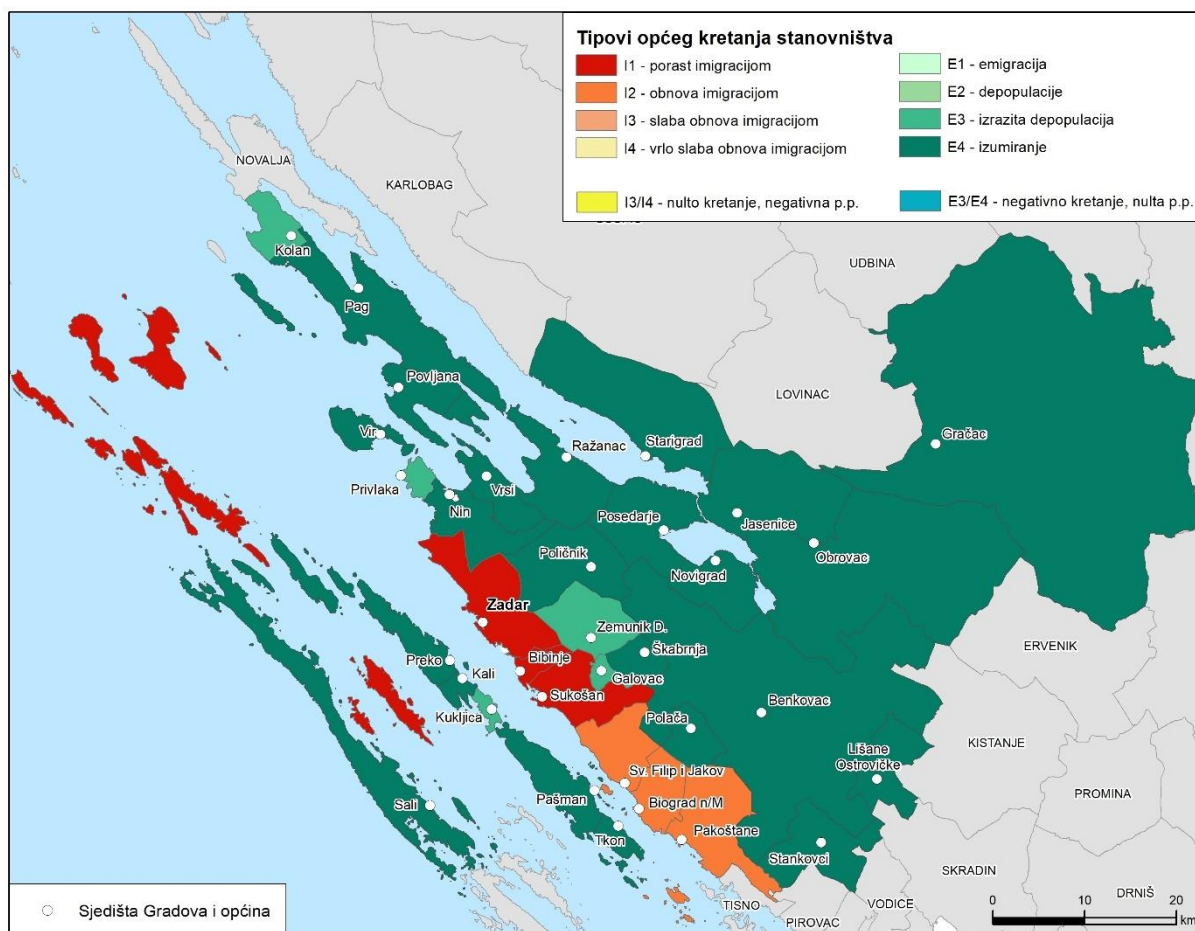 Tipovi općeg kretanja stanovništva
I1 - porast imigracijom
I2 - obnova imigracijom
I3 - slaba obnova imigracijom
I4 - vrlo slaba obnova imigracijom
I3/I4 - nulto kretanje, negativna p.p.
E1 - emigracija
E2 - depopulacije
E3 - izrazita depopulacija
E4 - izumiranje
E3/E4 - negativno kretanje, nulta p.p.
NOVALJA
KARLOBAG
UDBINA
Kolan
Pag
Povljana
LOVINAC
Vir
Ražanac
Starigrad
Gračac
Privlaka
Vrsi
Nin
Posedarje
Jasenice
Obrovac
Poličnik
Novigrad
Zadar
Zemunik D.
Škabrnja
ERVENIK
Preko
Bibinje
Kali
Galovac
Sukošan
Kukljica
Polača
Benkovac
KISTANJE
Lišane
Ostrovičke
Sv. Filip i Jakov
PROMINA
Sali
Pašman
Biograd n/M
Tkon
Pakoštane
Stankovci
SKRADIN
DRNIŠ
TISNO
VODICE
PIROVAC
Sjedišta Gradova i općina
0 10 20
km